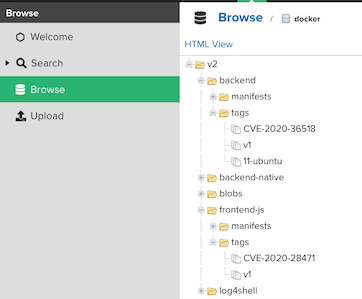 Browse
Welcome
Search
Browse
Upload
Browse / docker
HTML View
v2
backend
manifests
tags
CVE-2020-36518
v1
11-ubuntu
backend-native
blobs
frontend-js
manifests
tags
CVE-2020-28471
v1
log4shell